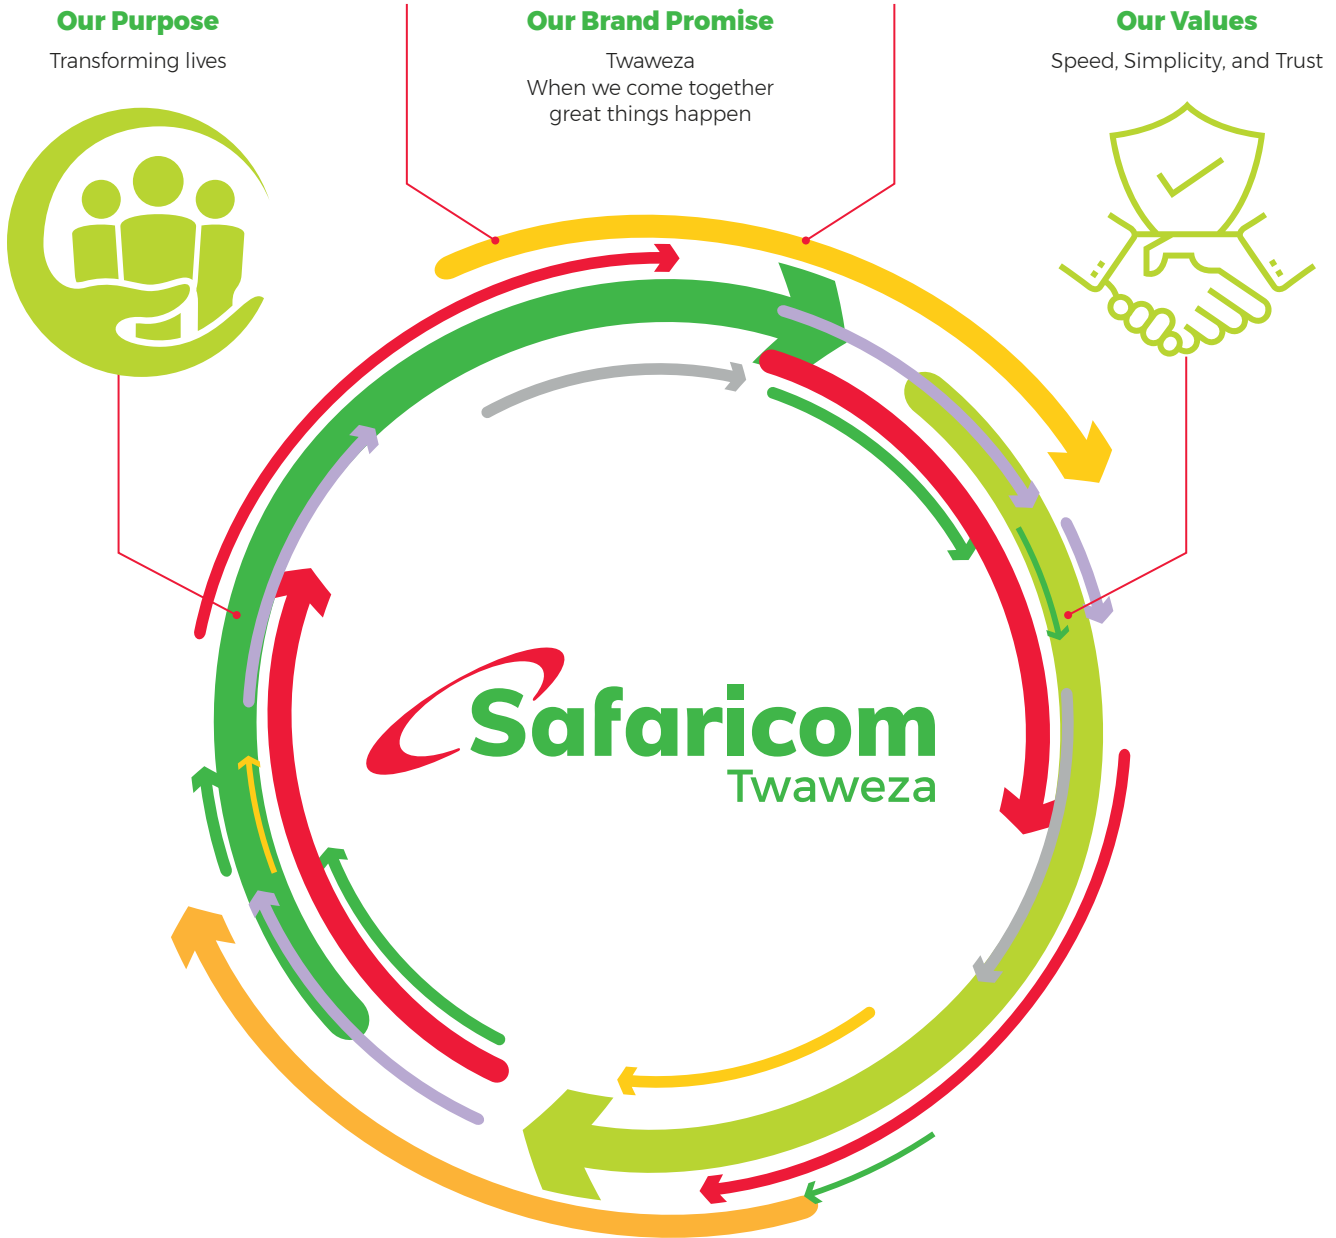 Our Purpose
Transforming lives
Our Brand Promise
Twaweza
When we come together
great things happen
Our Values
Speed, Simplicity, and Trust
Safaricom
Twaweza